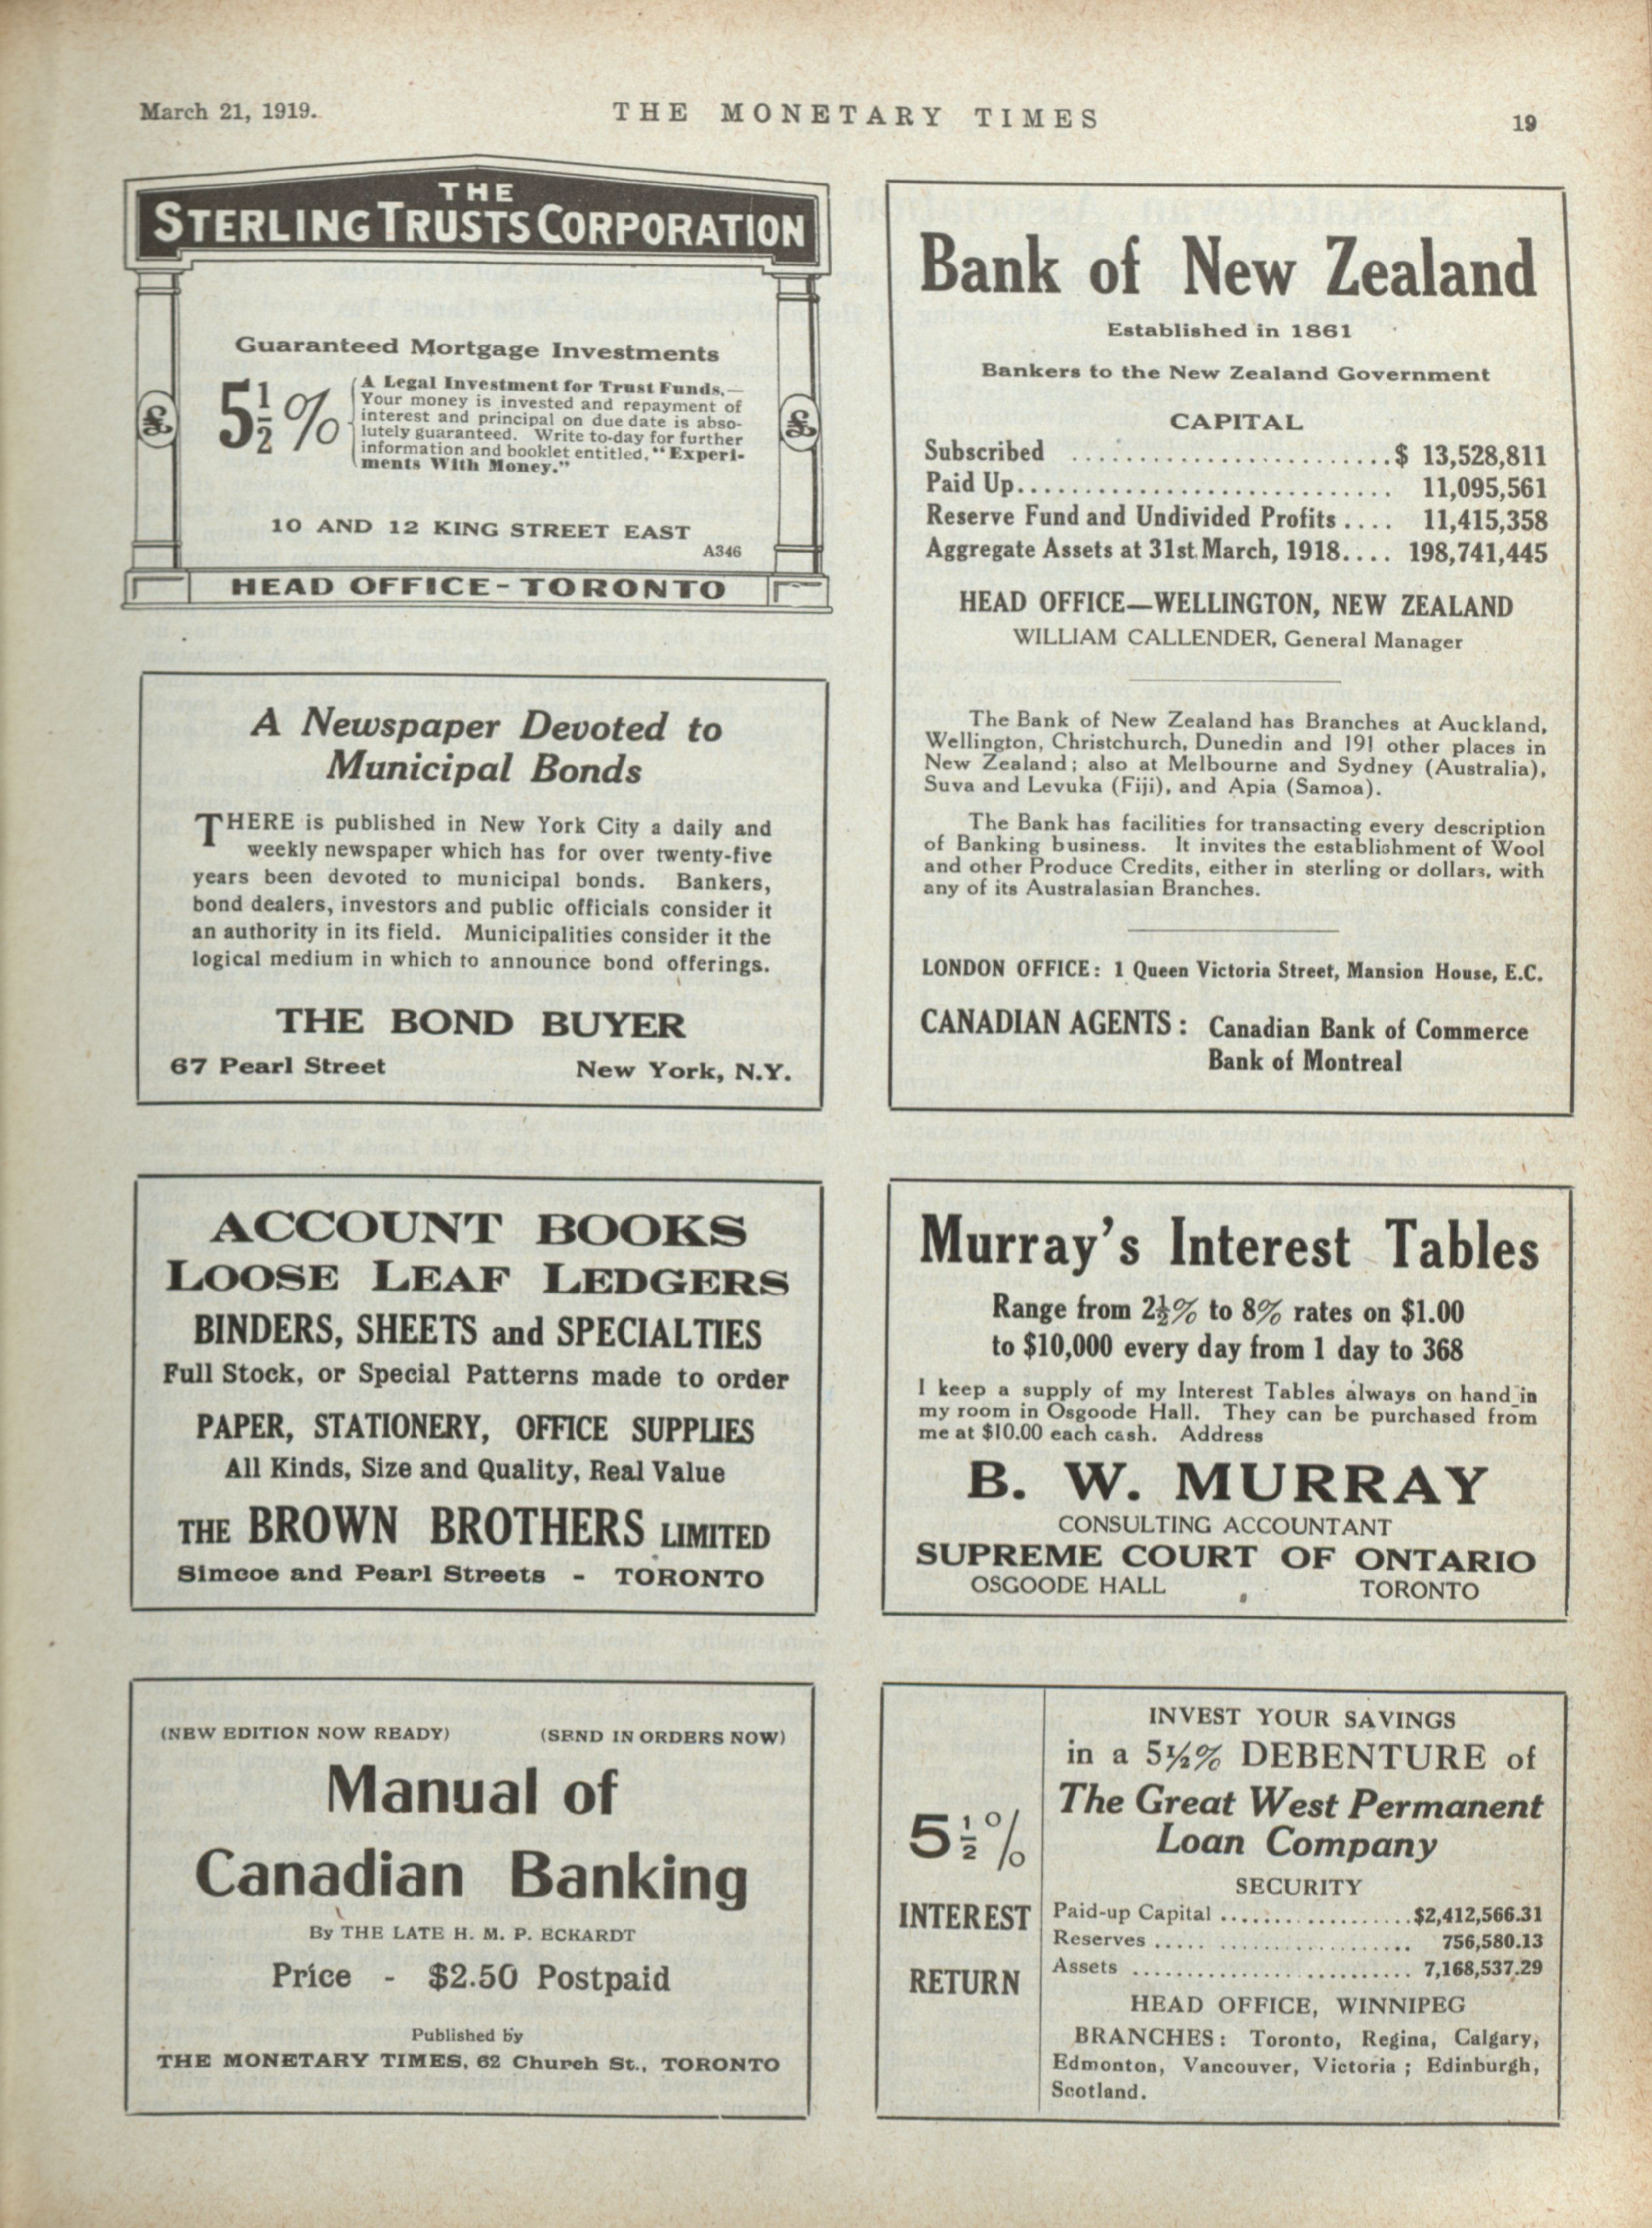 March 21, 1919.
THE MONETARY TIMES
19
THE
STERLING TRUSTS CORPORATION
Guaranteed Mortgage Investments
5½%
A Legal Investment for Trust Funds,—
Your money is invested and repayment of
interest and principal on due date is abso-
lutely guaranteed. Write to-day for further
information and booklet entitled, "Experi-
ments With Money."
£
£
10 AND 12 KING STREET EAST
A346
HEAD OFFICE-TORONTO
A Newspaper Devoted to
Municipal Bonds
THERE is published in New York City a daily and
weekly newspaper which has for over twenty-five
years been devoted to municipal bonds. Bankers,
bond dealers, investors and public officials consider it
an authority in its field. Municipalities consider it the
logical medium in which to announce bond offerings.
THE BOND BUYER
67 Pearl Street New York, N.Y.
ACCOUNT BOOKS
LOOSE LEAF LEDGERS
BINDERS, SHEETS and SPECIALTIES
Full Stock, or Special Patterns made to order
PAPER, STATIONERY, OFFICE SUPPLIES
All Kinds, Size and Quality, Real Value
THE BROWN BROTHERS LIMITED
Simcoe and Pearl Streets - TORONTO
(NEW EDITION NOW READY) (SEND IN ORDERS NOW)
Manual of
Canadian Banking
By THE LATE H. M. P. ECKARDT
Price - $2.50 Postpaid
Published by
THE MONETARY TIMES, 62 Church St., TORONTO
Bank of New Zealand
Established in 1861
Bankers to the New Zealand Government
CAPITAL
Subscribed ..........................$ 13,528,811
Paid Up.............................. 11,095,561
Reserve Fund and Undivided Profits.... 11,415,358
Aggregate Assets at 31st March, 1918.... 198,741,445
HEAD OFFICE—WELLINGTON, NEW ZEALAND
WILLIAM CALLENDER, General Manager
The Bank of New Zealand has Branches at Auckland,
Wellington, Christchurch, Dunedin and 191 other places in
New Zealand; also at Melbourne and Sydney (Australia),
Suva and Levuka (Fiji), and Apia (Samoa).
The Bank has facilities for transacting every description
of Banking business. It invites the establishment of Wool
and other Produce Credits, either in sterling or dollars, with
any of its Australasian Branches.
LONDON OFFICE: 1 Queen Victoria Street, Mansion House, E.C.
CANADIAN AGENTS: Canadian Bank of Commerce
Bank of Montreal
Murray's Interest Tables
Range from 2½% to 8% rates on $1.00
to $10,000 every day from 1 day to 368
I keep a supply of my Interest Tables always on hand in
my room in Osgoode Hall. They can be purchased from
me at $10.00 each cash. Address
B. W. MURRAY
CONSULTING ACCOUNTANT
SUPREME COURT OF ONTARIO
OSGOODE HALL TORONTO
5½%
INTEREST
RETURN
INVEST YOUR SAVINGS
in a 5½% DEBENTURE of
The Great West Permanent
Loan Company
SECURITY
Paid-up Capital ...................$2,412,566.31
Reserves ........................ 756,580.13
Assets .......................... 7,168,537.29
HEAD OFFICE, WINNIPEG
BRANCHES: Toronto, Regina, Calgary,
Edmonton, Vancouver, Victoria; Edinburgh,
Scotland.